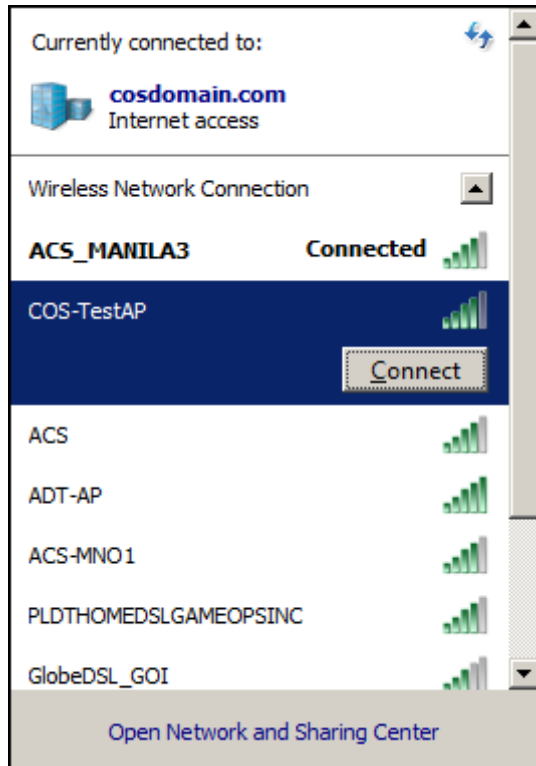 Currently connected to:
cosdomain.com
Internet access
Wireless Network Connection
ACS_MANILA3 Connected
COS-TestAP
Connect
ACS
ADT-AP
ACS-MNO1
PLDTHOMEDSLGAMEOPSINC
GlobeDSL_GOI
Open Network and Sharing Center